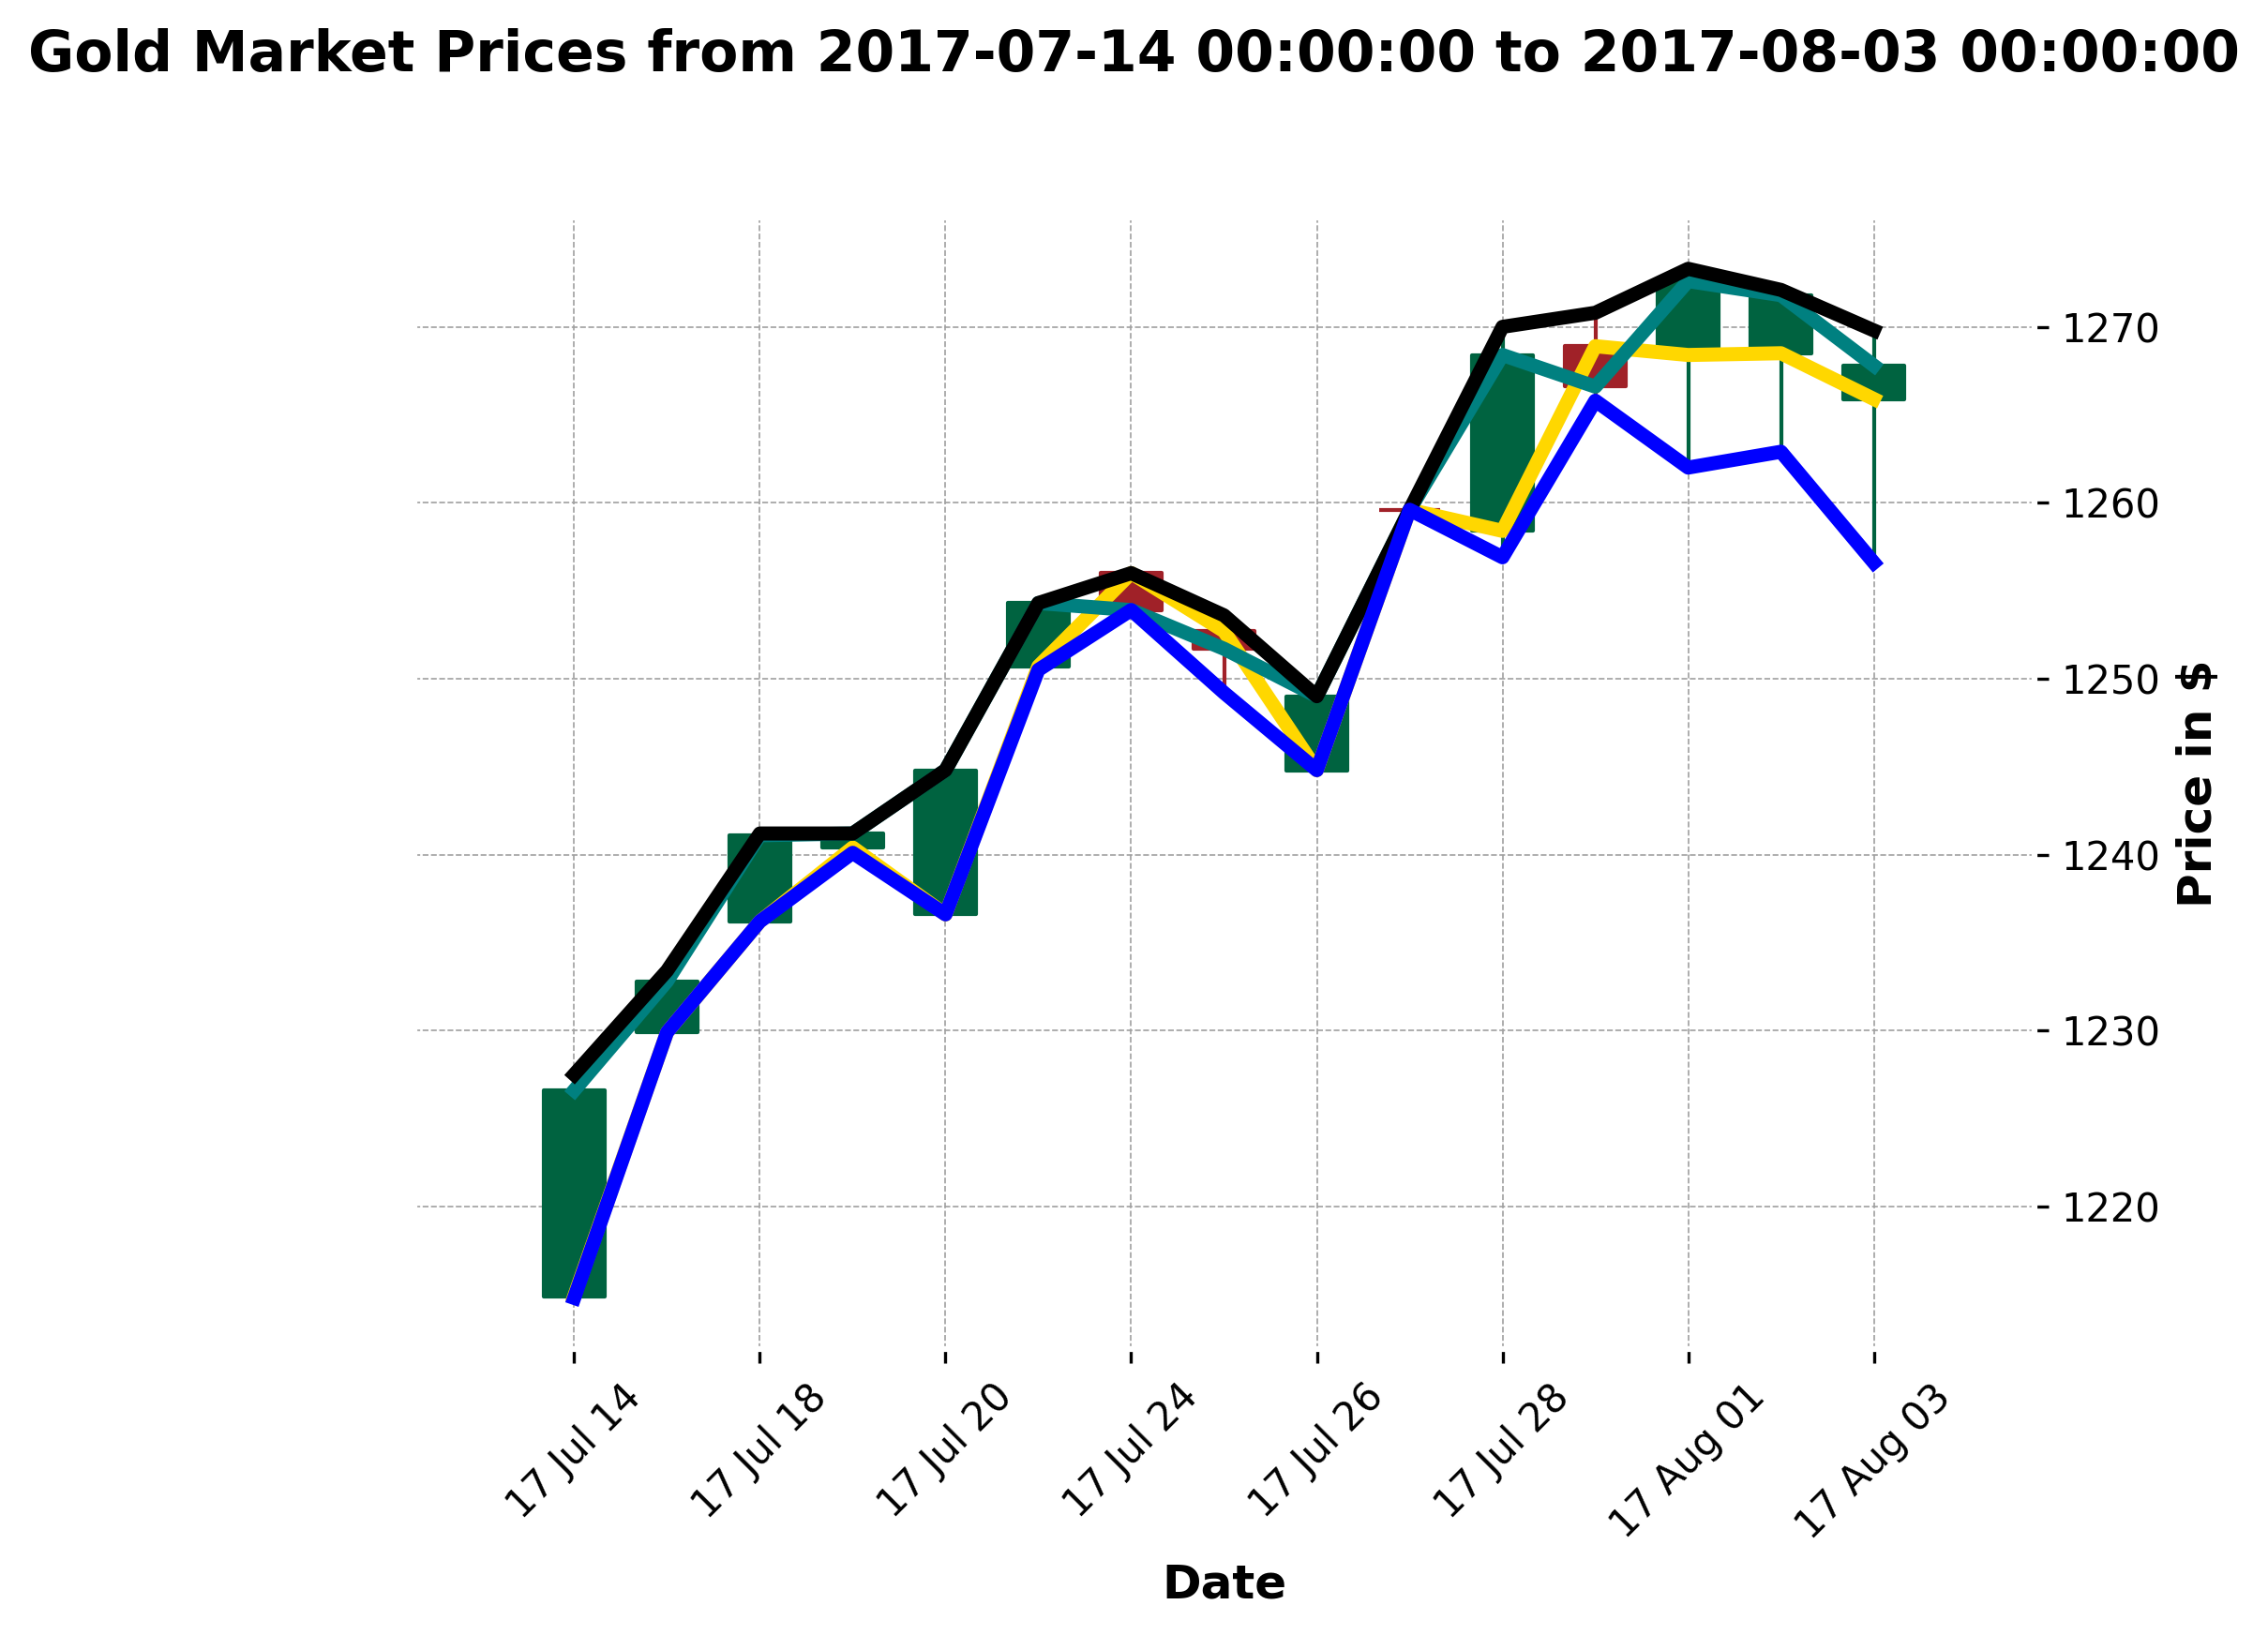 Gold Market Prices from 2017-07-14 00:00:00 to 2017-08-03 00:00:00
1270
1260
1250
1240
1230
1220
Price in $
17 Jul 14
17 Jul 18
17 Jul 20
17 Jul 24
17 Jul 26
17 Jul 28
17 Aug 01
17 Aug 03
Date